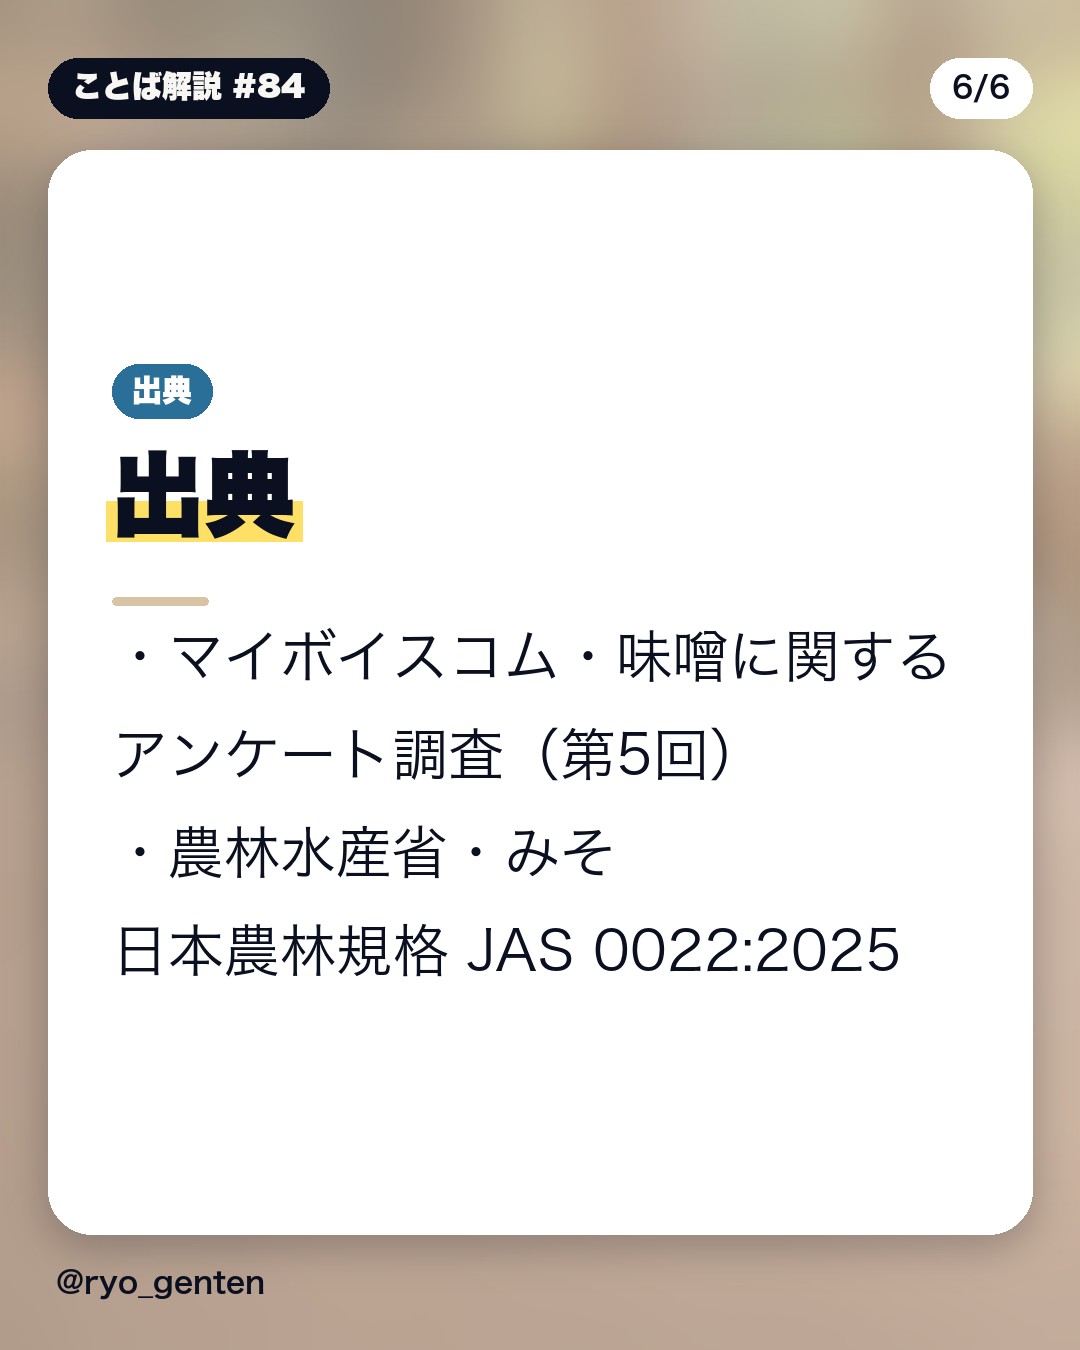 ことば解説 #84
6/6
出典
出典
・マイボイスコム・味噌に関する
アンケート調査（第5回）
・農林水産省・みそ
日本農林規格 JAS 0022:2025
@ryo_genten